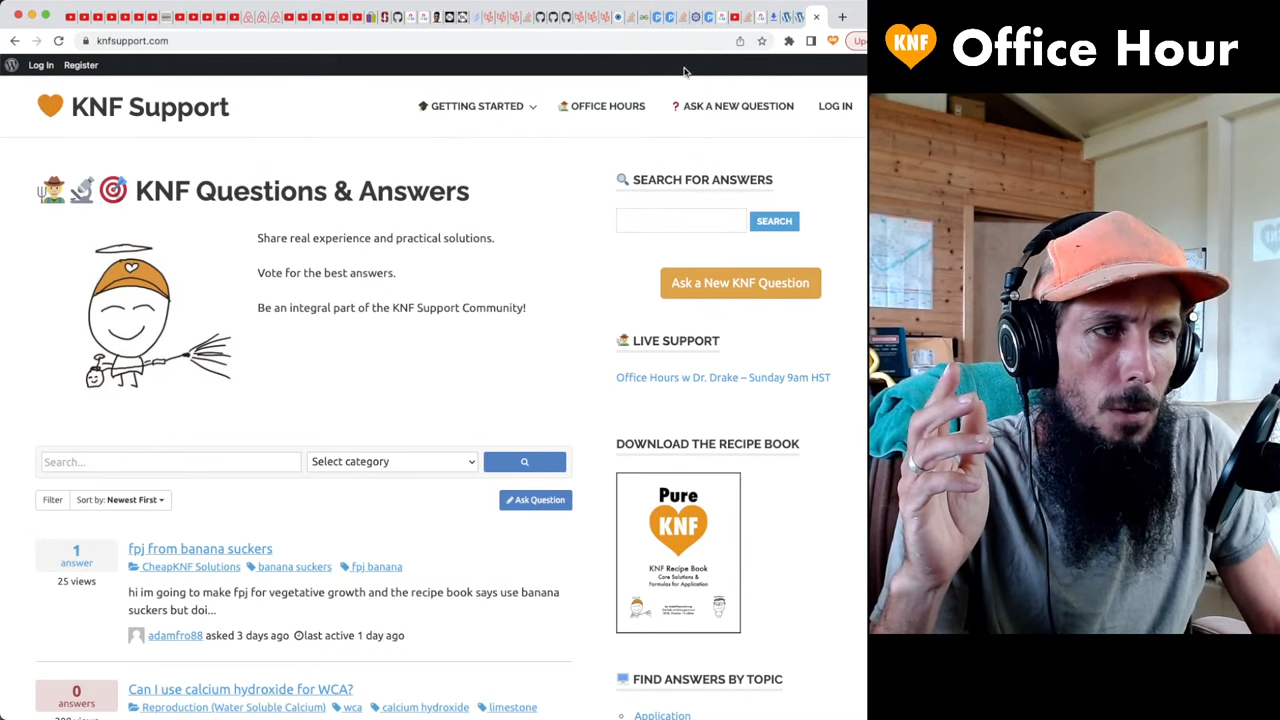 knfsupport.com
Upd
Log In
Register
KNF Support
GETTING STARTED
OFFICE HOURS
ASK A NEW QUESTION
LOG IN
KNF Questions & Answers
Share real experience and practical solutions.
Vote for the best answers.
Be an integral part of the KNF Support Community!
Search...
Select category
Filter
Sort by: Newest First
Ask Question
1
answer
25 views
fpj from banana suckers
CheapKNF Solutions
banana suckers
fpj banana
hi im going to make fpj for vegetative growth and the recipe book says use banana
suckers but doi...
adamfro88 asked 3 days ago
last active 1 day ago
0
answers
Can I use calcium hydroxide for WCA?
Reproduction (Water Soluble Calcium)
wca
calcium hydroxide
limestone
SEARCH FOR ANSWERS
SEARCH
Ask a New KNF Question
LIVE SUPPORT
Office Hours w Dr. Drake – Sunday 9am HST
DOWNLOAD THE RECIPE BOOK
Pure
KNF
KNF Recipe Book
Core Solutions &
Formulas for Application
FIND ANSWERS BY TOPIC
Application
KNF
Office Hour